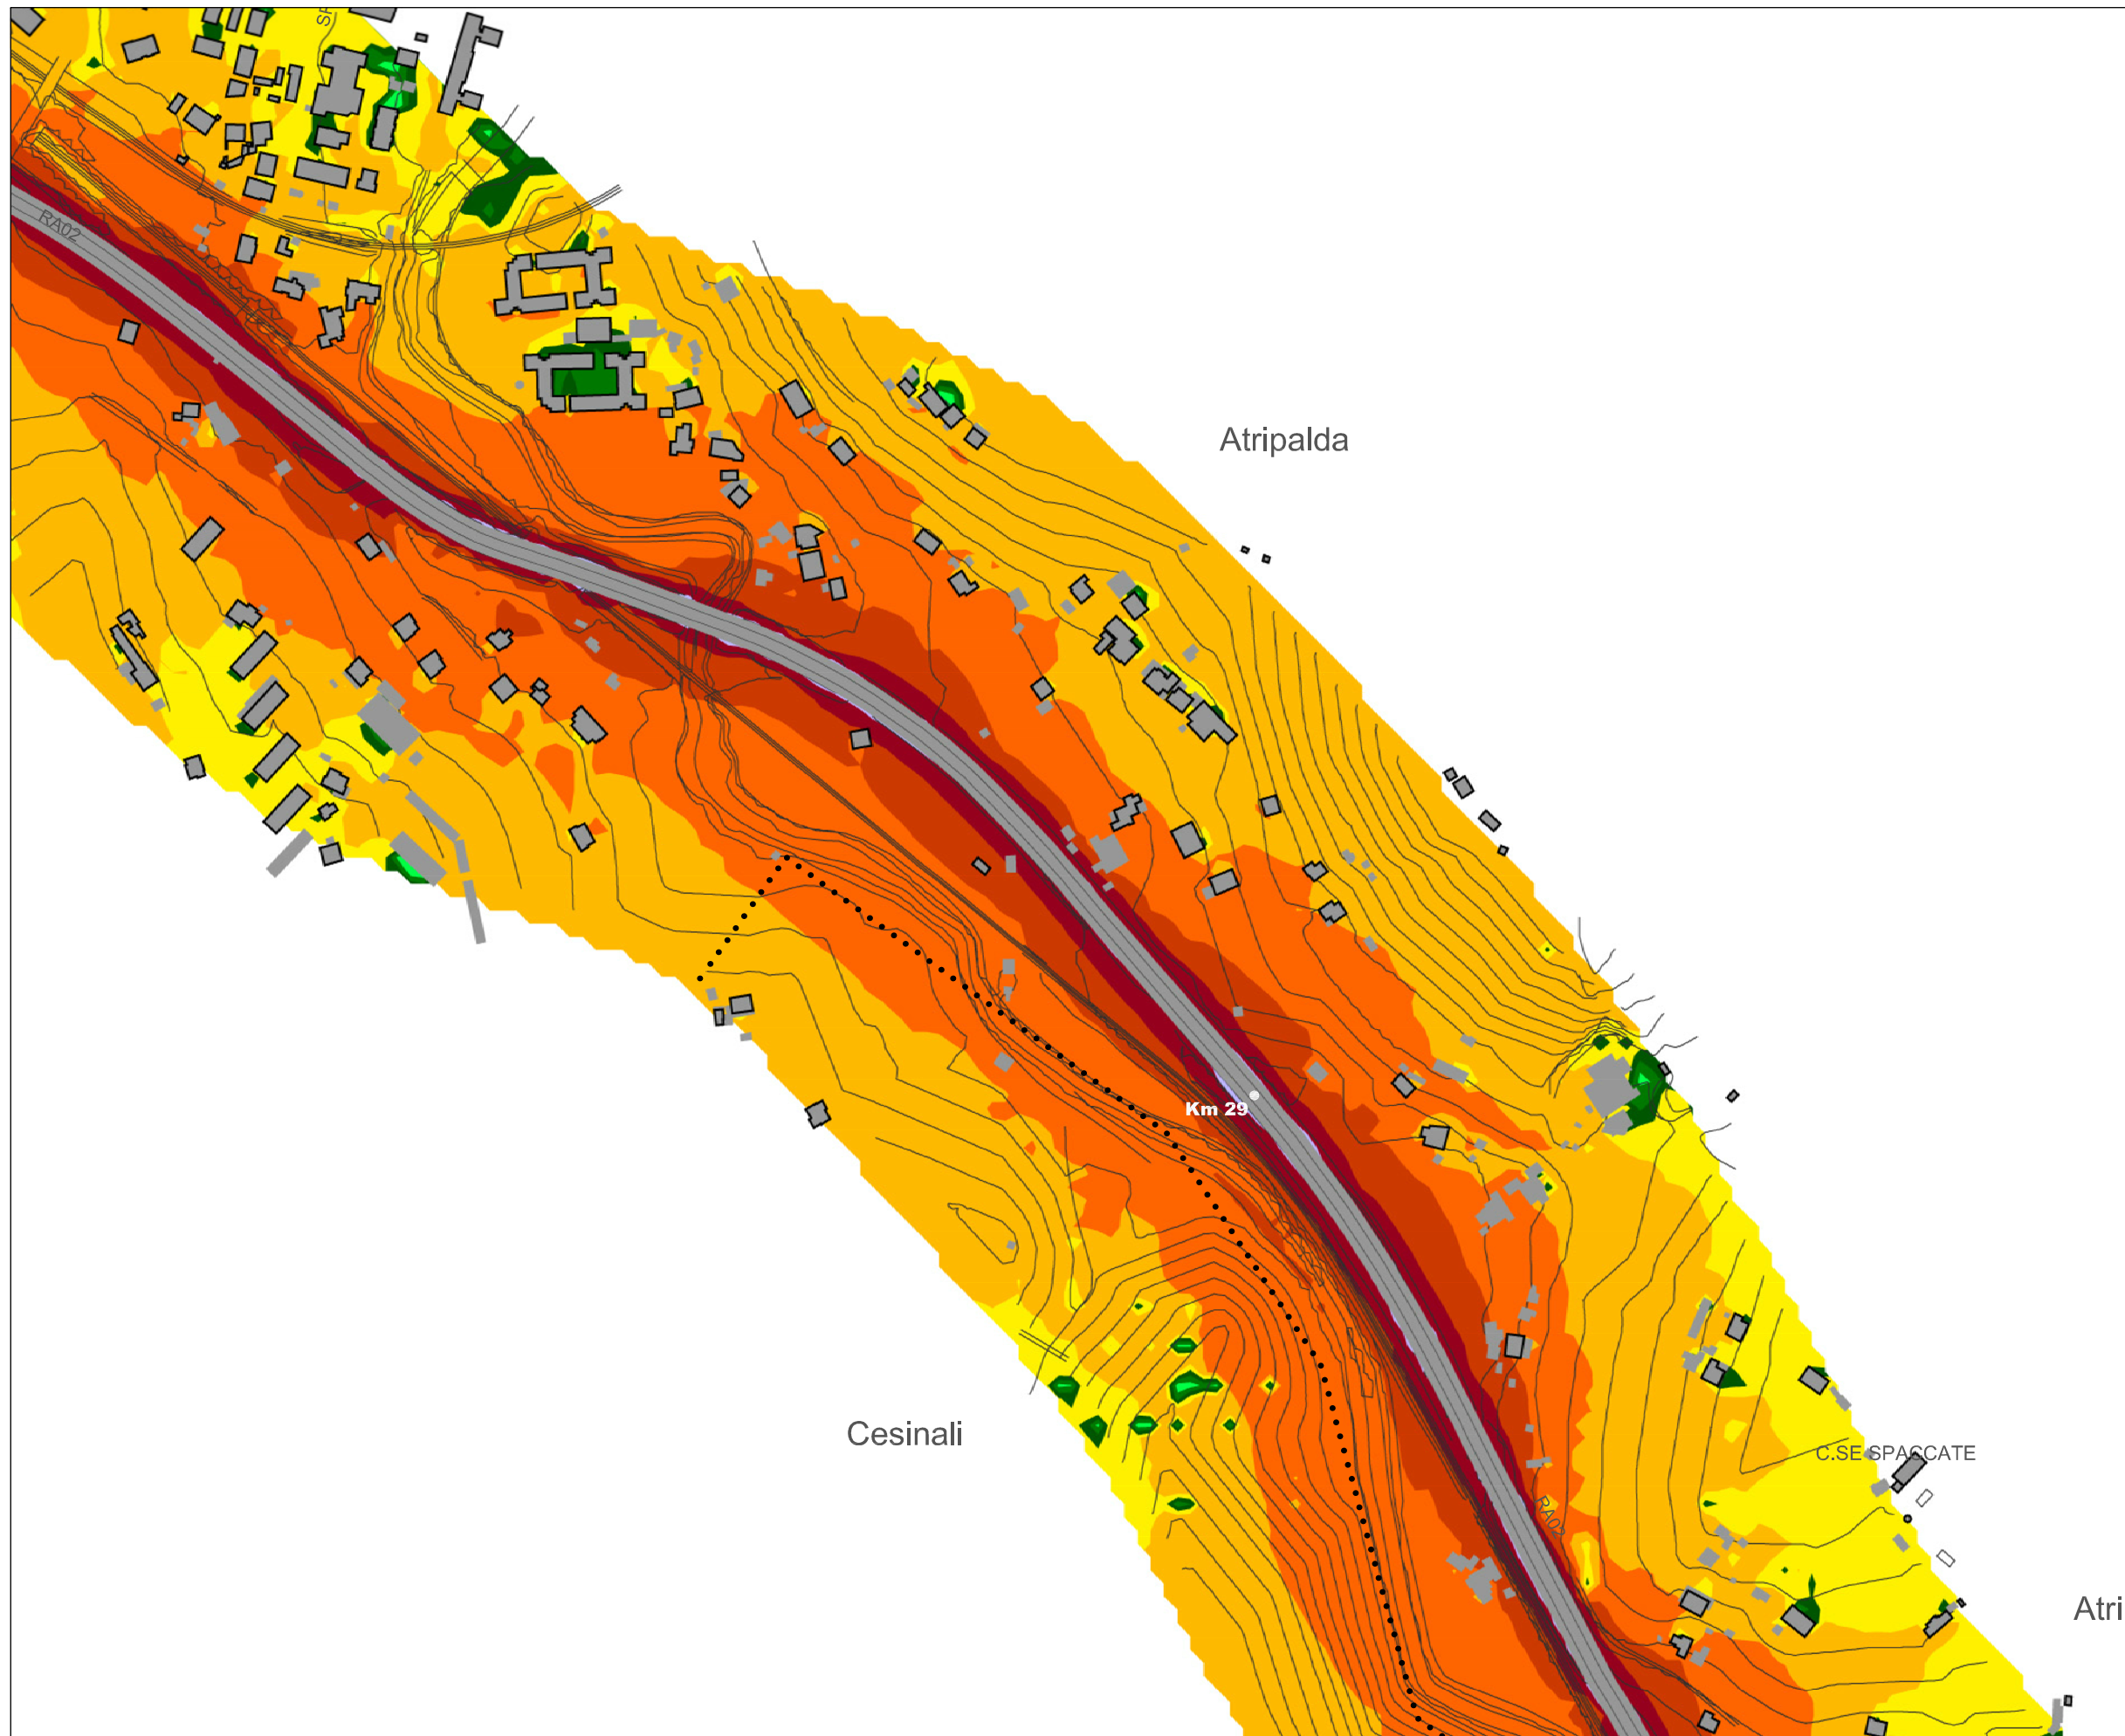 RA02
Atripalda
Km 29
Cesinali
C.SE SPACCATE
RA02
Atri